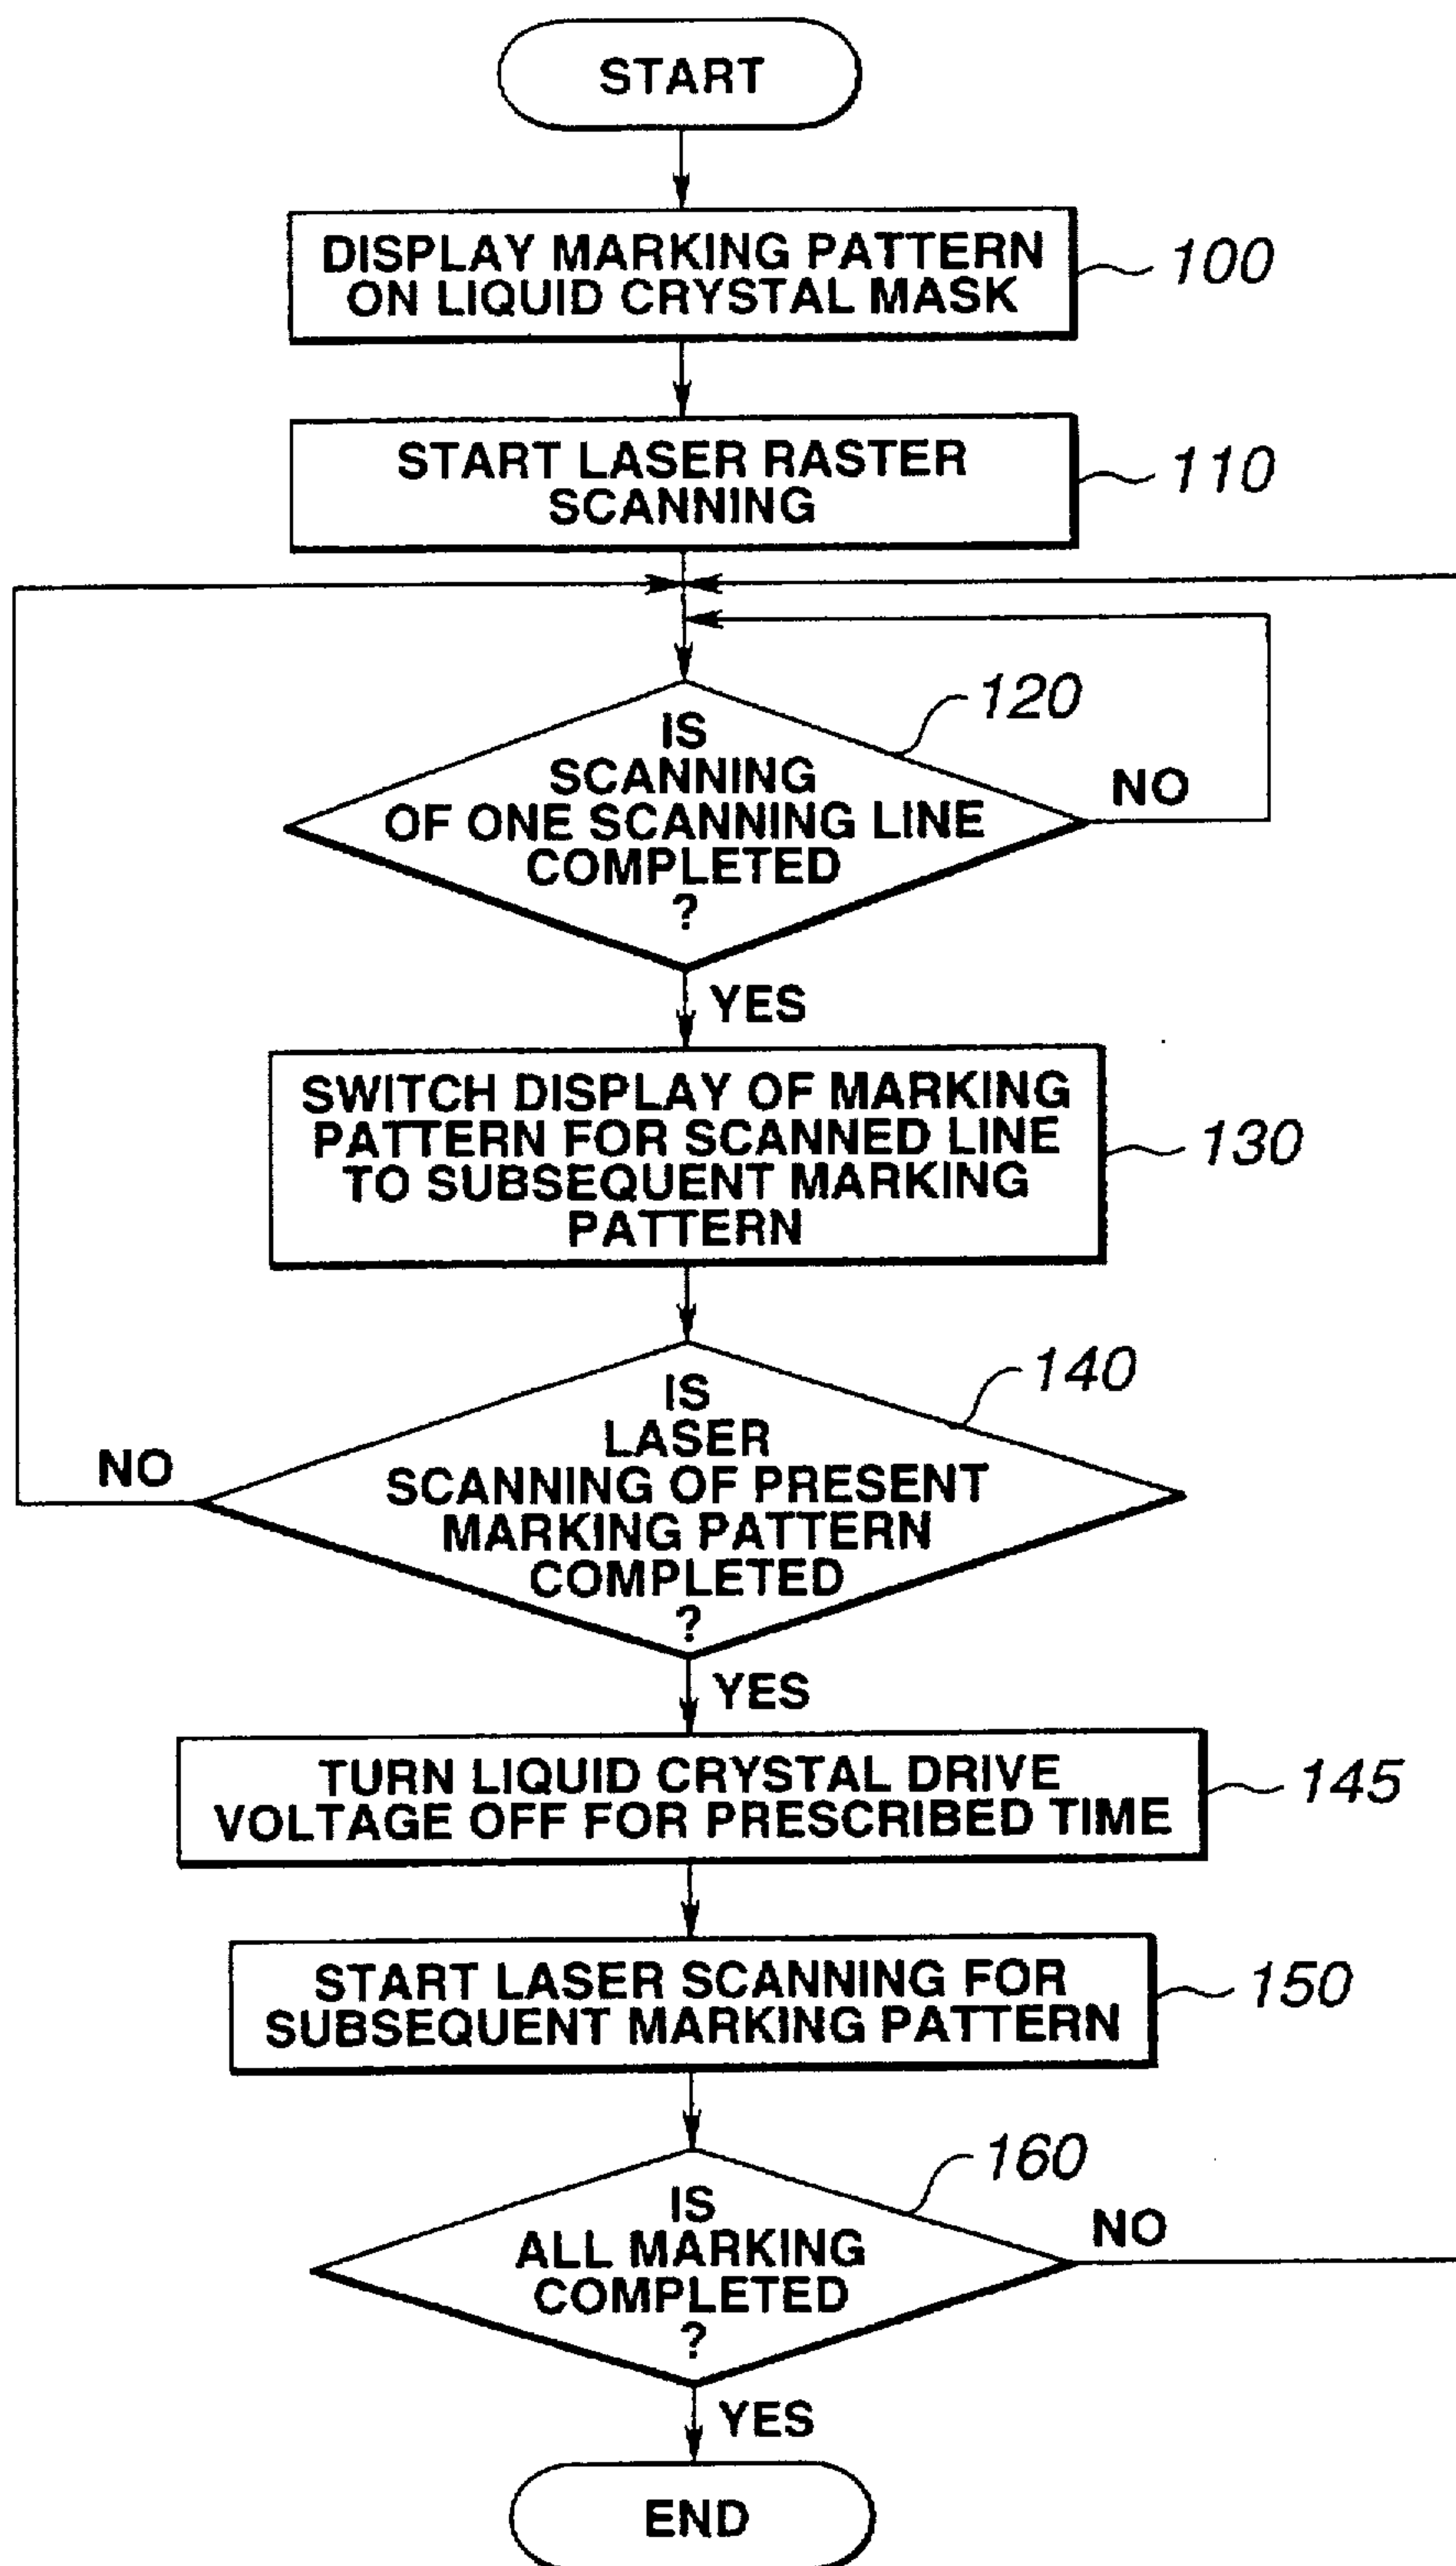 START
DISPLAY MARKING PATTERN
ON LIQUID CRYSTAL MASK
100
START LASER RASTER
SCANNING
110
120
IS
SCANNING
OF ONE SCANNING LINE
COMPLETED
?
NO
YES
SWITCH DISPLAY OF MARKING
PATTERN FOR SCANNED LINE
TO SUBSEQUENT MARKING
PATTERN
130
140
IS
LASER
SCANNING OF PRESENT
MARKING PATTERN
COMPLETED
?
NO
YES
TURN LIQUID CRYSTAL DRIVE
VOLTAGE OFF FOR PRESCRIBED TIME
145
START LASER SCANNING FOR
SUBSEQUENT MARKING PATTERN
150
160
IS
ALL MARKING
COMPLETED
?
NO
YES
END